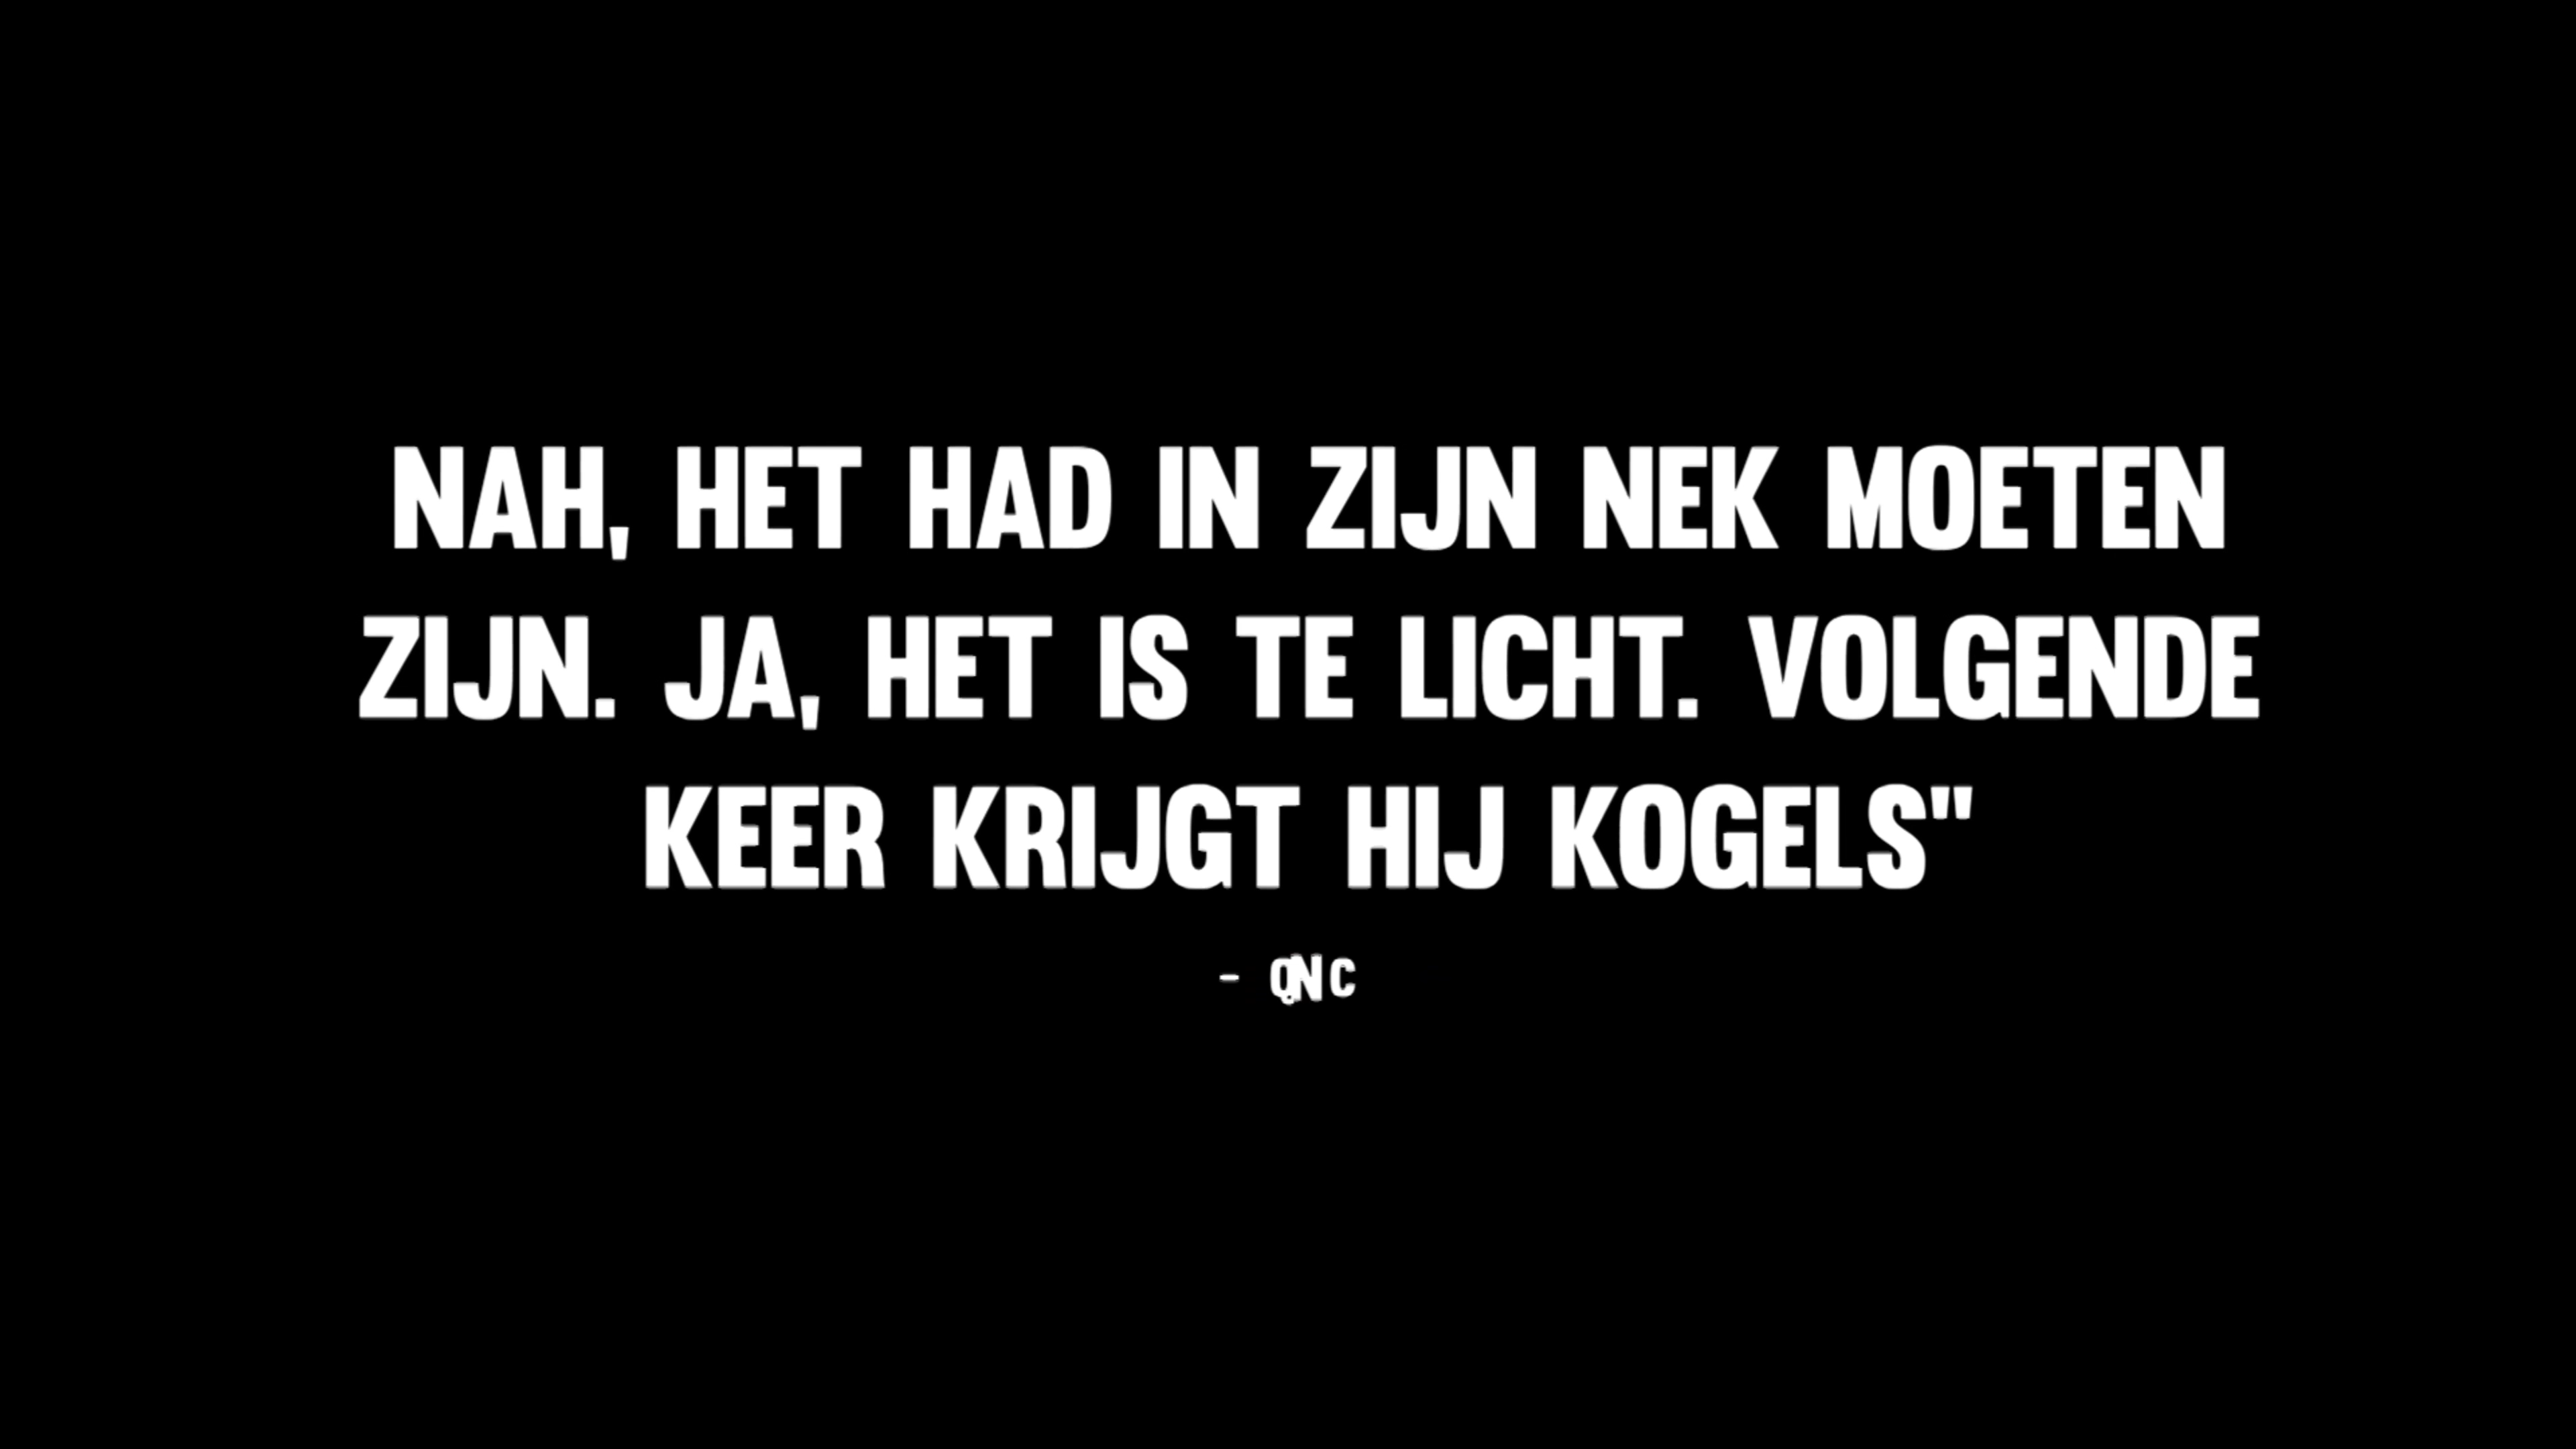 NAH, HET HAD IN ZIJN NEK MOETEN
ZIJN. JA, HET IS TE LICHT. VOLGENDE
KEER KRIJGT HIJ KOGELS"
- QNC